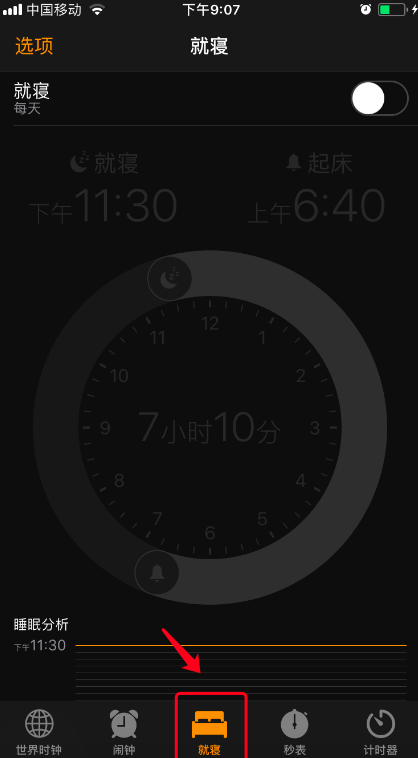 中国移动 下午9:07
选项 就寝
就寝
每天
就寝 起床
下午11:30 上午6:40
12
11 1
10 2
7小时10分
9 3
8 4
7 5
6
睡眠分析
下午11:30
世界时钟 闹钟 就寝 秒表 计时器